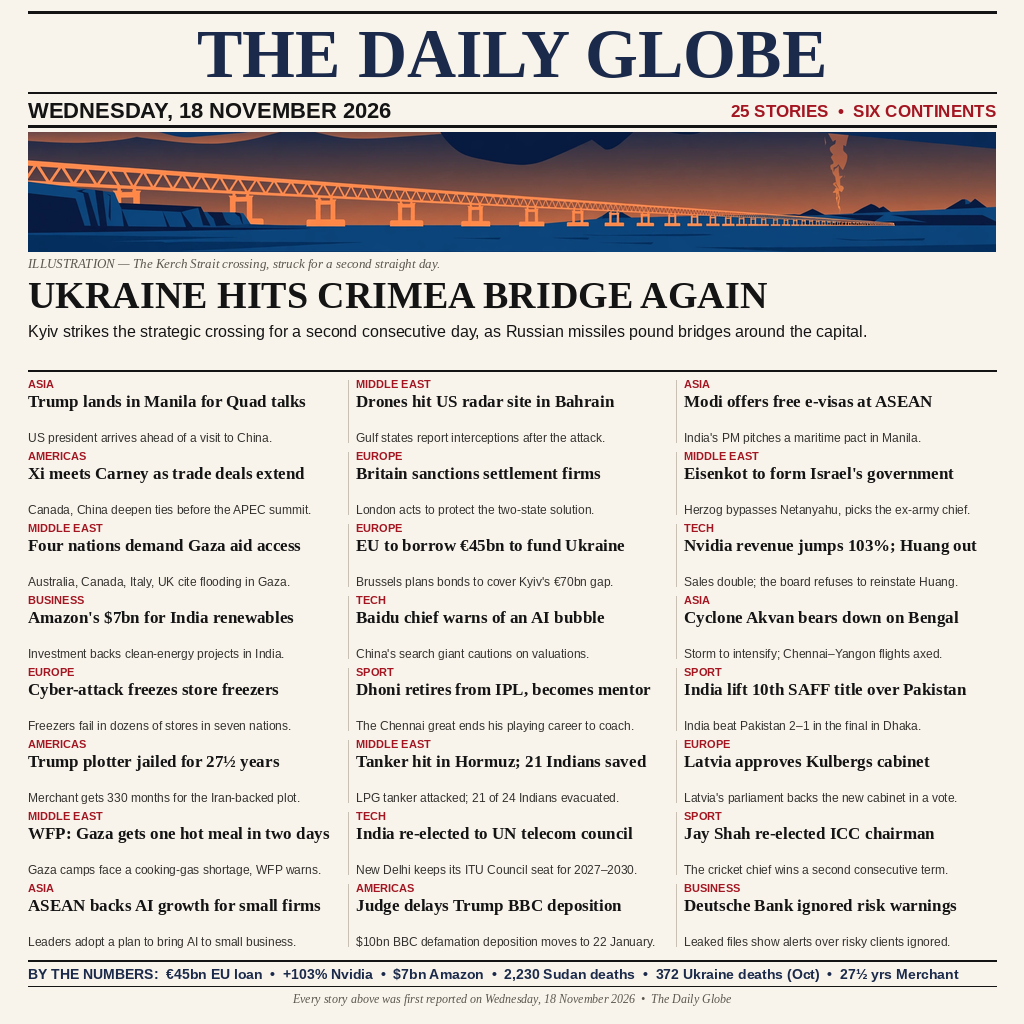 THE DAILY GLOBE
WEDNESDAY, 18 NOVEMBER 2026
25 STORIES • SIX CONTINENTS
ILLUSTRATION — The Kerch Strait crossing, struck for a second straight day.
UKRAINE HITS CRIMEA BRIDGE AGAIN
Kyiv strikes the strategic crossing for a second consecutive day, as Russian missiles pound bridges around the capital.
ASIA
Trump lands in Manila for Quad talks
US president arrives ahead of a visit to China.
MIDDLE EAST
Drones hit US radar site in Bahrain
Gulf states report interceptions after the attack.
ASIA
Modi offers free e-visas at ASEAN
India's PM pitches a maritime pact in Manila.
AMERICAS
Xi meets Carney as trade deals extend
Canada, China deepen ties before the APEC summit.
EUROPE
Britain sanctions settlement firms
London acts to protect the two-state solution.
MIDDLE EAST
Eisenkot to form Israel's government
Herzog bypasses Netanyahu, picks the ex-army chief.
MIDDLE EAST
Four nations demand Gaza aid access
Australia, Canada, Italy, UK cite flooding in Gaza.
EUROPE
EU to borrow €45bn to fund Ukraine
Brussels plans bonds to cover Kyiv's €70bn gap.
TECH
Nvidia revenue jumps 103%; Huang out
Sales double; the board refuses to reinstate Huang.
BUSINESS
Amazon's $7bn for India renewables
Investment backs clean-energy projects in India.
TECH
Baidu chief warns of an AI bubble
China's search giant cautions on valuations.
ASIA
Cyclone Akvan bears down on Bengal
Storm to intensify; Chennai–Yangon flights axed.
EUROPE
Cyber-attack freezes store freezers
Freezers fail in dozens of stores in seven nations.
SPORT
Dhoni retires from IPL, becomes mentor
The Chennai great ends his playing career to coach.
SPORT
India lift 10th SAFF title over Pakistan
India beat Pakistan 2–1 in the final in Dhaka.
AMERICAS
Trump plotter jailed for 27½ years
Merchant gets 330 months for the Iran-backed plot.
MIDDLE EAST
Tanker hit in Hormuz; 21 Indians saved
LPG tanker attacked; 21 of 24 Indians evacuated.
EUROPE
Latvia approves Kulbergs cabinet
Latvia's parliament backs the new cabinet in a vote.
MIDDLE EAST
WFP: Gaza gets one hot meal in two days
Gaza camps face a cooking-gas shortage, WFP warns.
TECH
India re-elected to UN telecom council
New Delhi keeps its ITU Council seat for 2027–2030.
SPORT
Jay Shah re-elected ICC chairman
The cricket chief wins a second consecutive term.
ASIA
ASEAN backs AI growth for small firms
Leaders adopt a plan to bring AI to small business.
AMERICAS
Judge delays Trump BBC deposition
$10bn BBC defamation deposition moves to 22 January.
BUSINESS
Deutsche Bank ignored risk warnings
Leaked files show alerts over risky clients ignored.
BY THE NUMBERS: €45bn EU loan • +103% Nvidia • $7bn Amazon • 2,230 Sudan deaths • 372 Ukraine deaths (Oct) • 27½ yrs Merchant
Every story above was first reported on Wednesday, 18 November 2026 • The Daily Globe